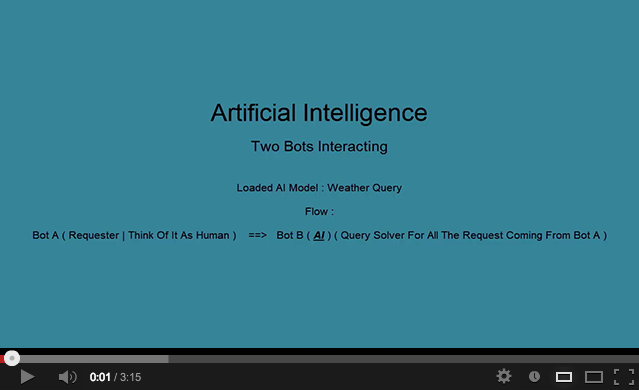 Artificial Intelligence
Two Bots Interacting
Loaded AI Model : Weather Query
Flow :
Bot A ( Requester | Think Of It As Human ) ==> Bot B ( AI ) ( Query Solver For All The Request Coming From Bot A )
0:01 / 3:15